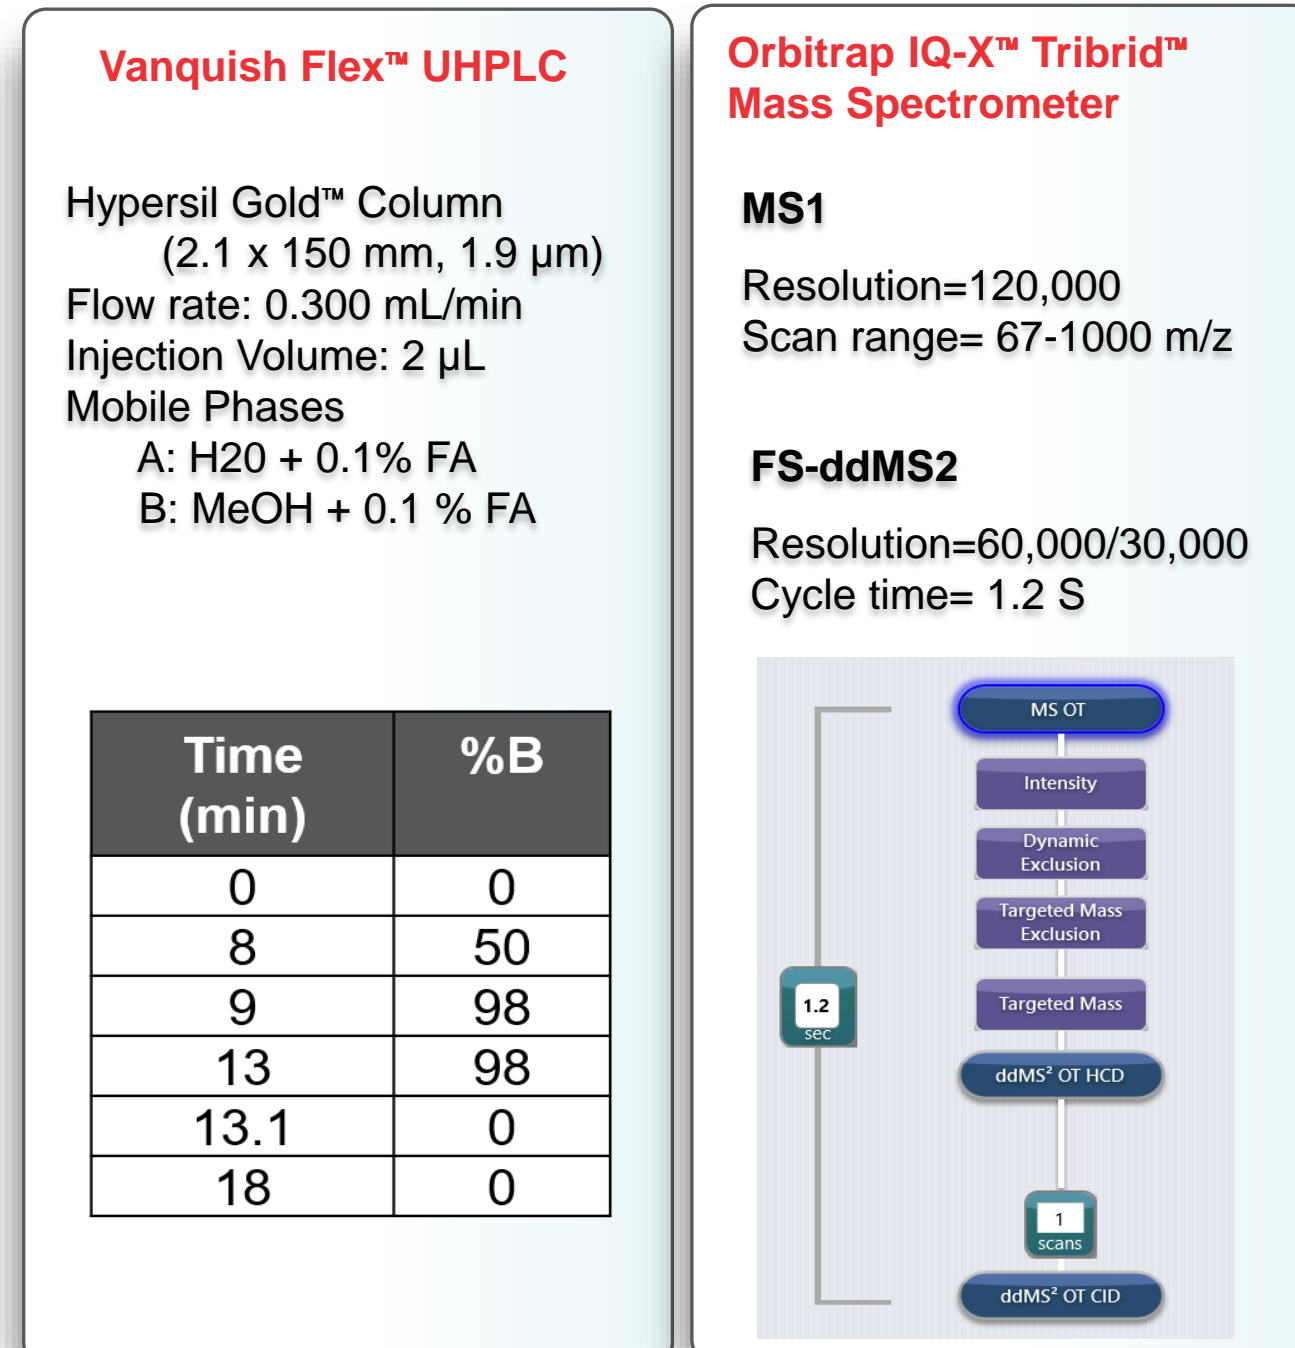 Vanquish Flex™ UHPLC
Hypersil Gold™ Column
(2.1 x 150 mm, 1.9 µm)
Flow rate: 0.300 mL/min
Injection Volume: 2 µL
Mobile Phases
A: H20 + 0.1% FA
B: MeOH + 0.1 % FA
Time (min) %B
0 0
8 50
9 98
13 98
13.1 0
18 0
Orbitrap IQ-X™ Tribrid™
Mass Spectrometer
MS1
Resolution=120,000
Scan range= 67-1000 m/z
FS-ddMS2
Resolution=60,000/30,000
Cycle time= 1.2 S
MS OT
Intensity
Dynamic
Exclusion
Targeted Mass
Exclusion
Targeted Mass
1.2
sec
ddMS² OT HCD
1
scans
ddMS² OT CID